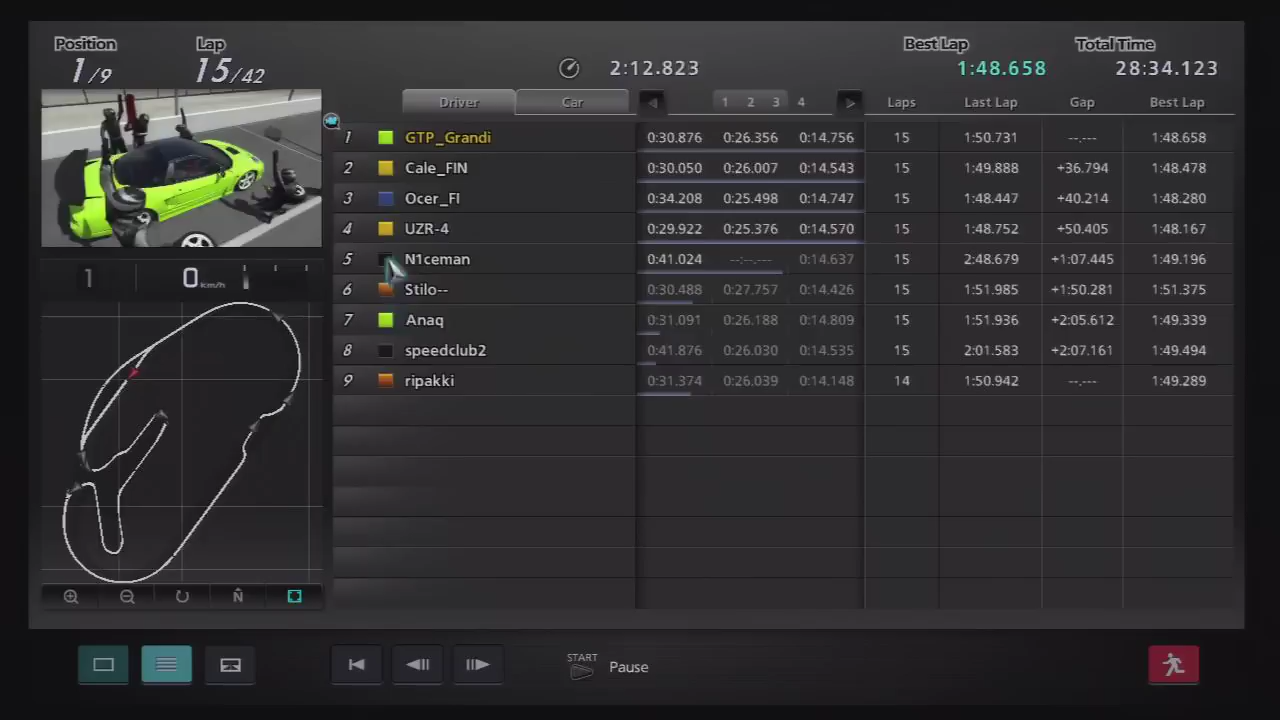 Position
1/9
Lap
15/42
2:12.823
Best Lap
1:48.658
Total Time
28:34.123
Driver Car 1 2 3 4 Laps Last Lap Gap Best Lap
1 GTP_Grandi 0:30.876 0:26.356 0:14.756 15 1:50.731 --.--- 1:48.658
2 Cale_FIN 0:30.050 0:26.007 0:14.543 15 1:49.888 +36.794 1:48.478
3 Ocer_FI 0:34.208 0:25.498 0:14.747 15 1:48.447 +40.214 1:48.280
4 UZR-4 0:29.922 0:25.376 0:14.570 15 1:48.752 +50.405 1:48.167
5 N1ceman 0:41.024 --:--.--- 0:14.637 15 2:48.679 +1:07.445 1:49.196
6 Stilo-- 0:30.488 0:27.757 0:14.426 15 1:51.985 +1:50.281 1:51.375
7 Anaq 0:31.091 0:26.188 0:14.809 15 1:51.936 +2:05.612 1:49.339
8 speedclub2 0:41.876 0:26.030 0:14.535 15 2:01.583 +2:07.161 1:49.494
9 ripakki 0:31.374 0:26.039 0:14.148 14 1:50.942 --.--- 1:49.289
1 0 km/h
N
START
Pause